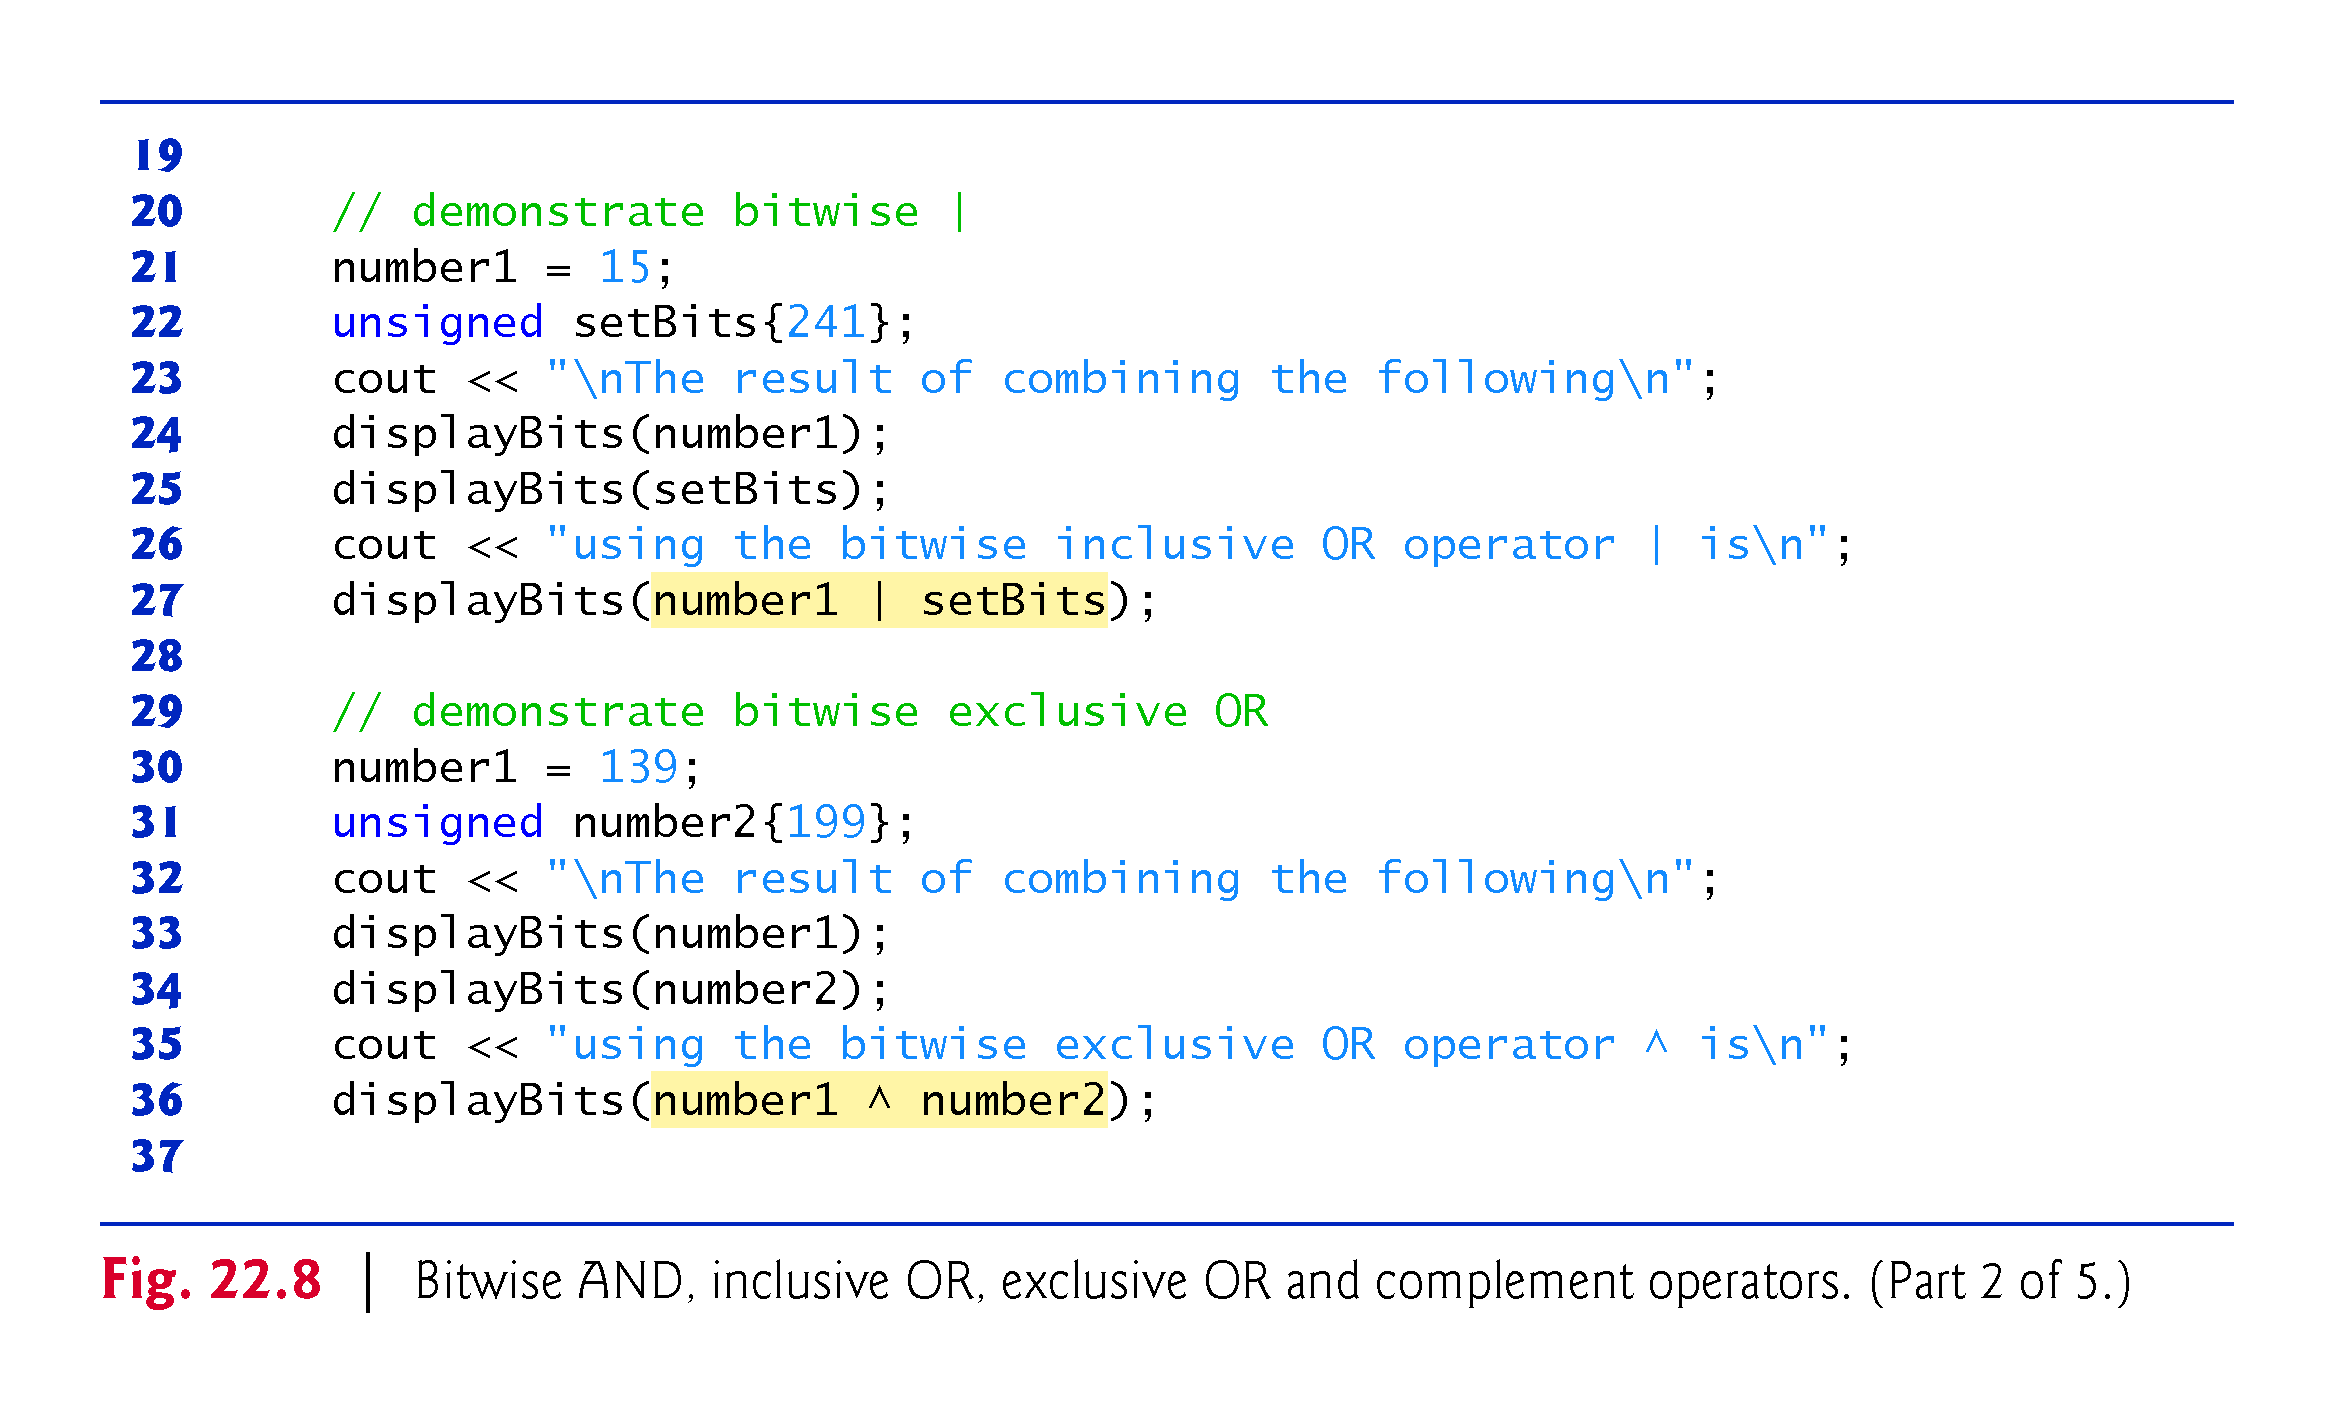 19
20 // demonstrate bitwise |
21 number1 = 15;
22 unsigned setBits{241};
23 cout << "\nThe result of combining the following\n";
24 displayBits(number1);
25 displayBits(setBits);
26 cout << "using the bitwise inclusive OR operator | is\n";
27 displayBits(number1 | setBits);
28
29 // demonstrate bitwise exclusive OR
30 number1 = 139;
31 unsigned number2{199};
32 cout << "\nThe result of combining the following\n";
33 displayBits(number1);
34 displayBits(number2);
35 cout << "using the bitwise exclusive OR operator ^ is\n";
36 displayBits(number1 ^ number2);
37
Fig. 22.8 | Bitwise AND, inclusive OR, exclusive OR and complement operators. (Part 2 of 5.)